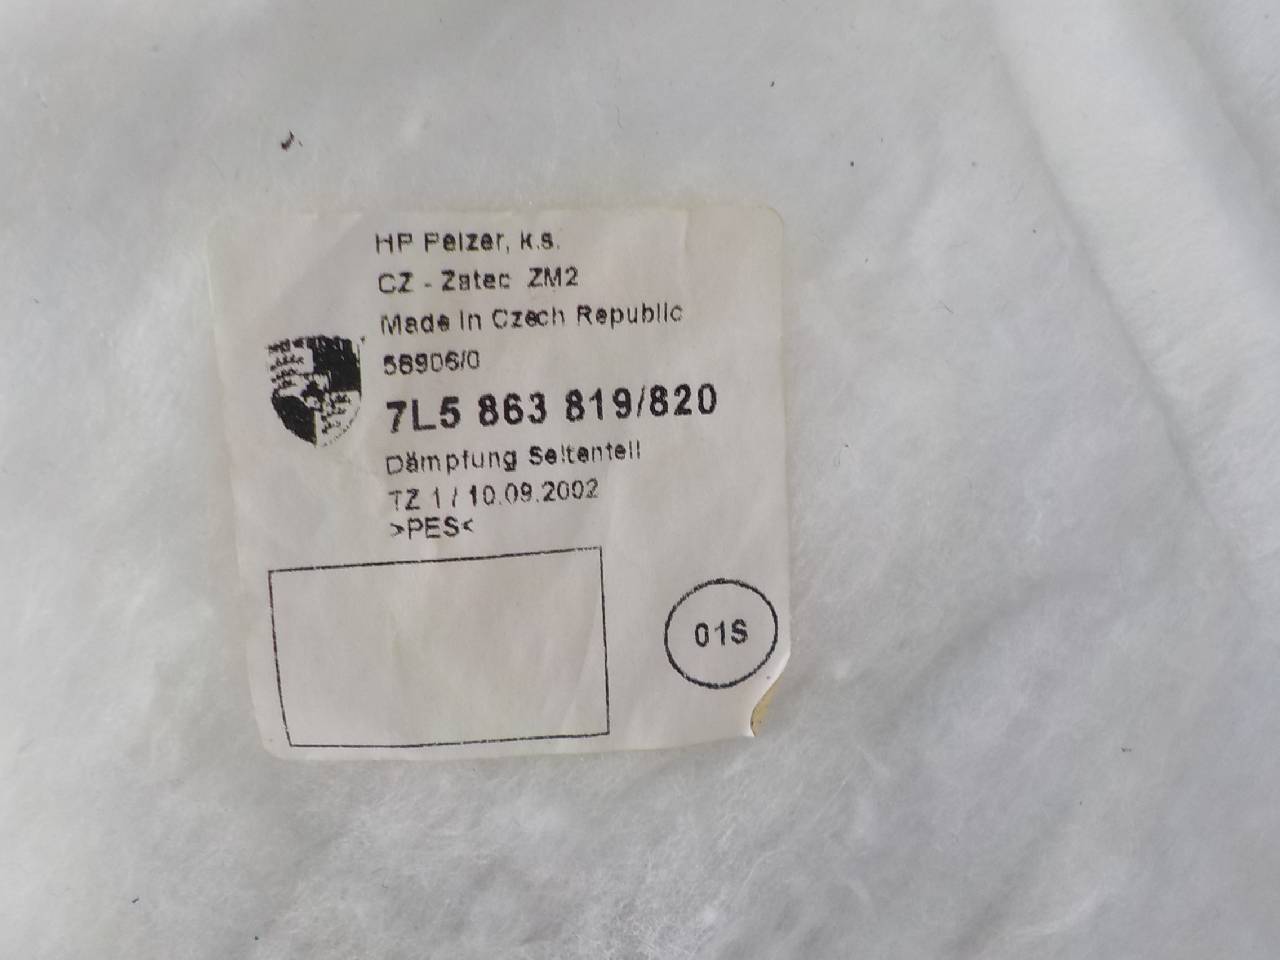 HP Pelzer, k.s.
CZ - Zatec ZM2
Made in Czech Republic
56906/0
7L5 863 819/820
Dämpfung Seitenteil
TZ 1 / 10.09.2002
>PES<
01S